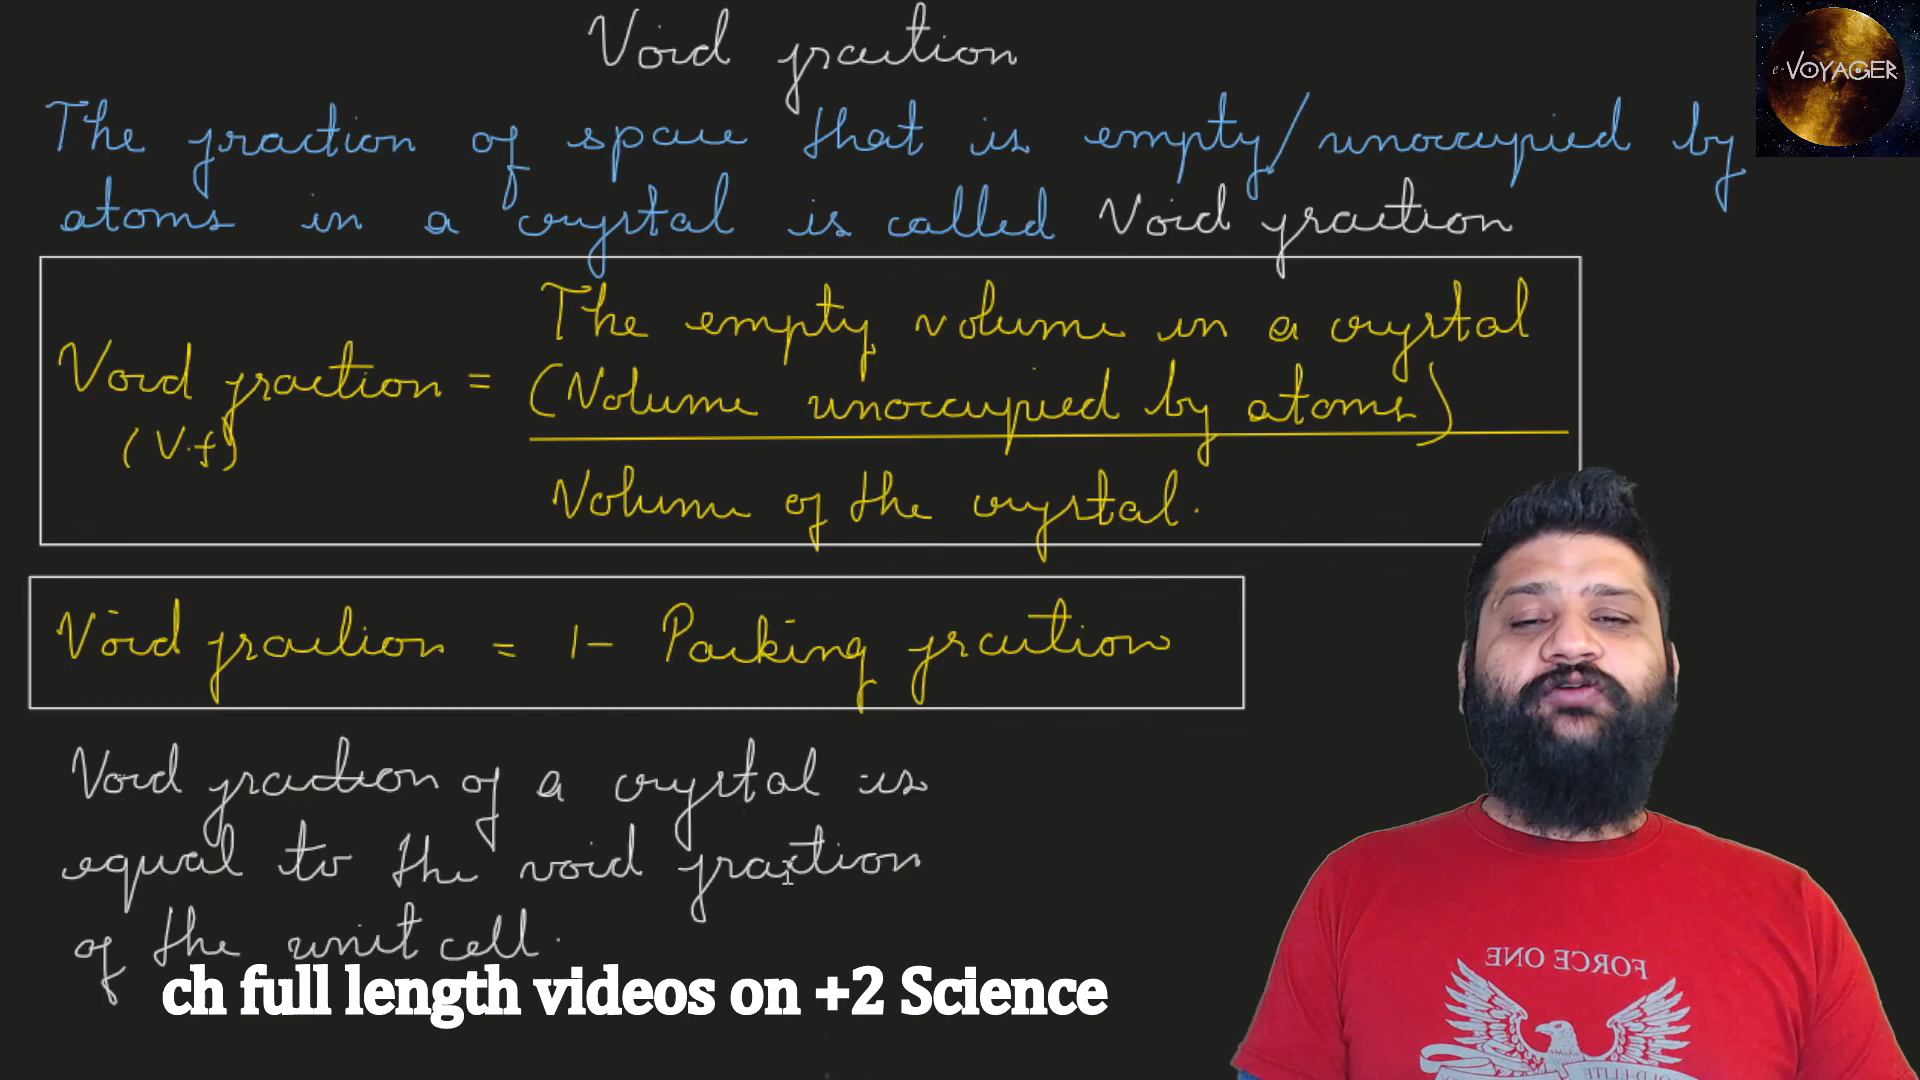 Void fraction
e-VOYAGER
The fraction of space that is empty/unoccupied by
atoms in a crystal is called Void fraction
The empty volume in a crystal
Void fraction = (Volume unoccupied by atoms)
(V.f)
Volume of the crystal.
Void fraction = 1 - Packing fraction
Void fraction of a crystal is
equal to the void fraction
of the unit cell.
ch full length videos on +2 Science
FORCE ONE